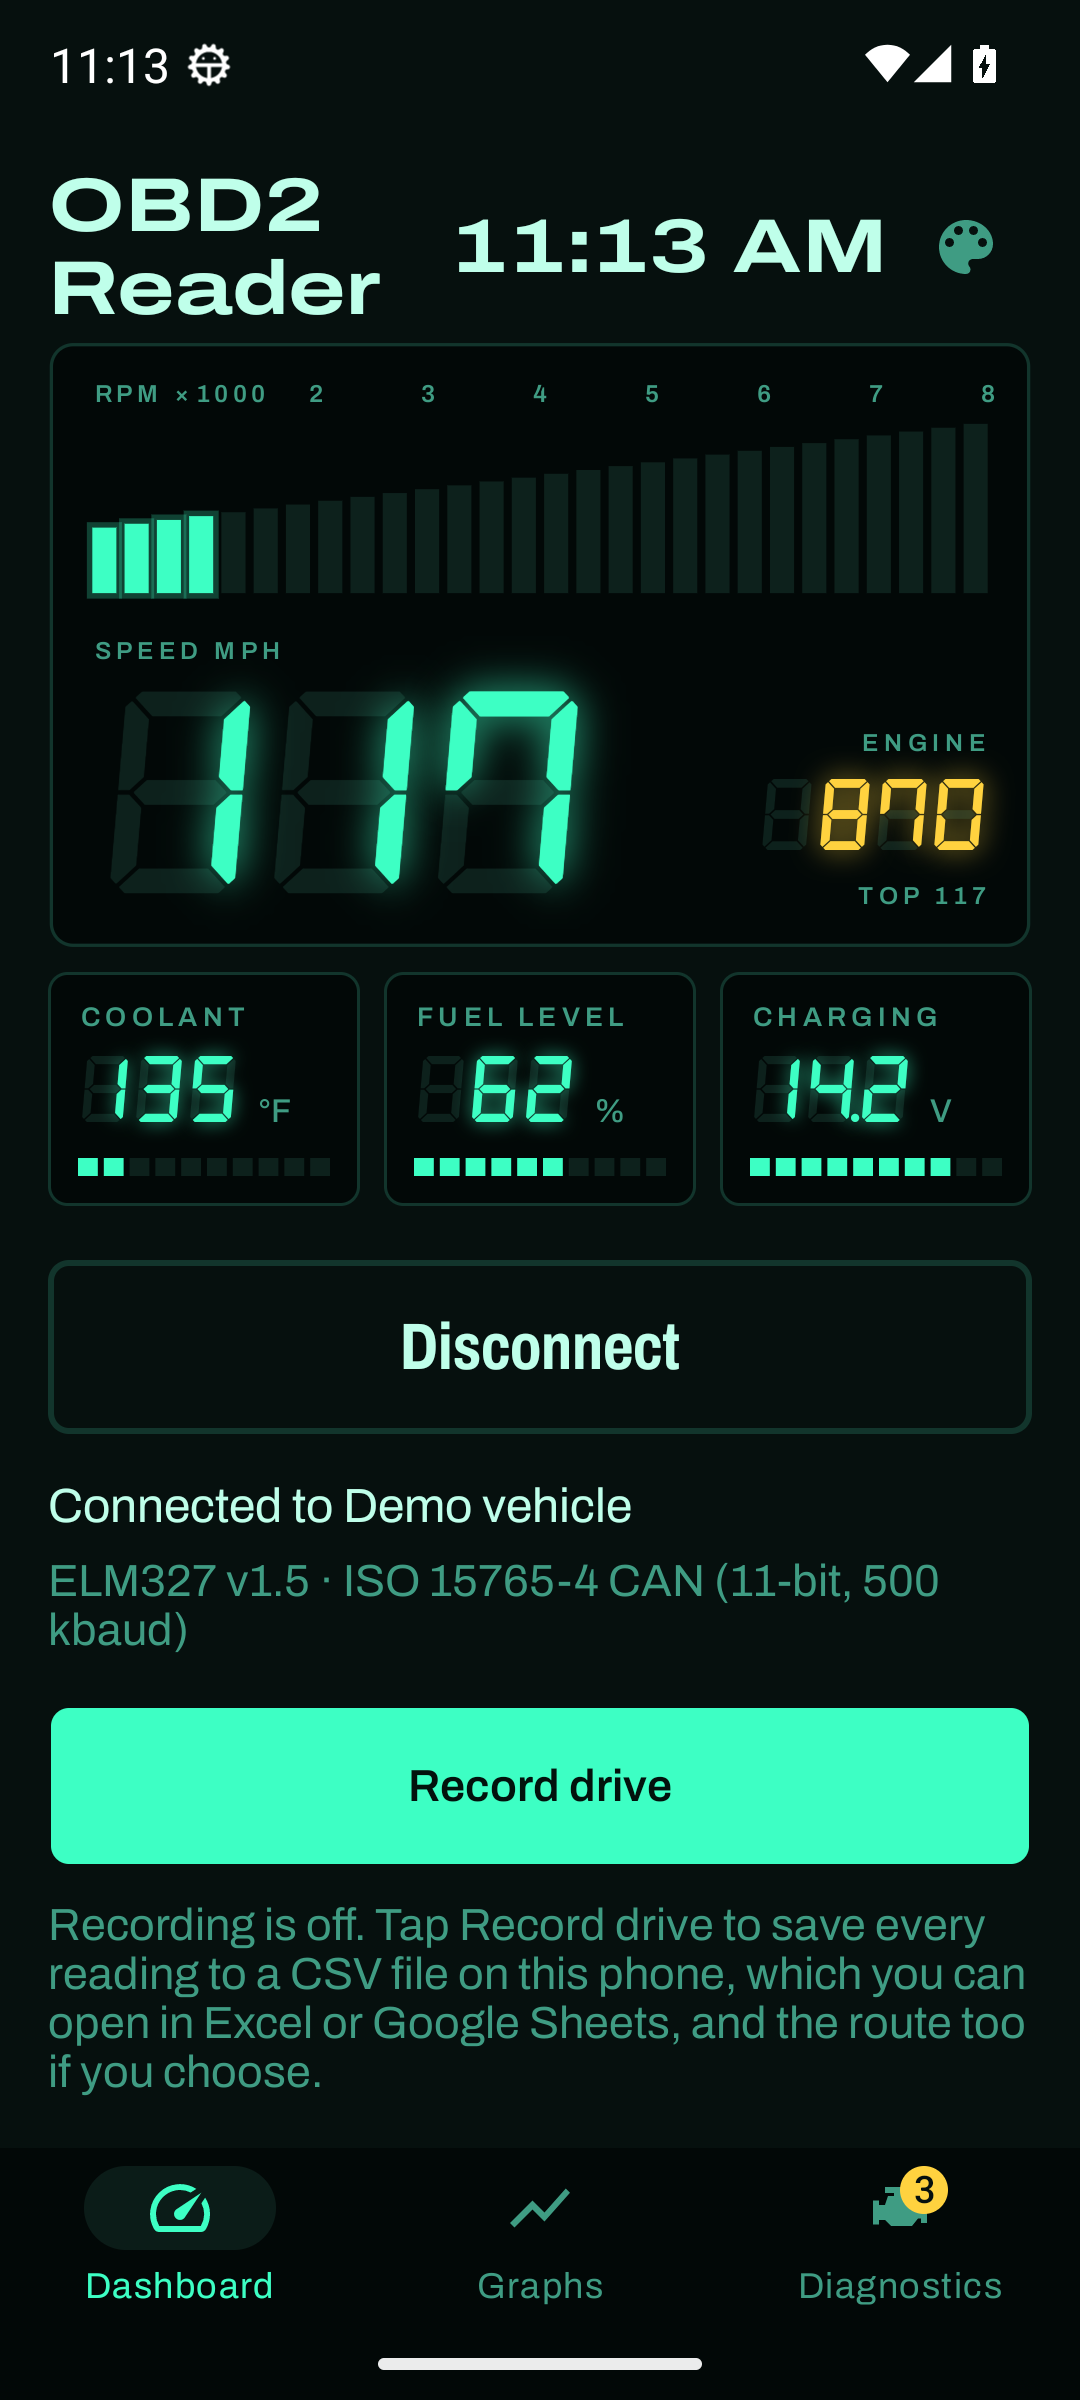 11:13
OBD2
Reader
11:13 AM
RPM ×1000 2 3 4 5 6 7 8
SPEED MPH
117
ENGINE
870
TOP 117
COOLANT
135 °F
FUEL LEVEL
62 %
CHARGING
14.2 V
Disconnect
Connected to Demo vehicle
ELM327 v1.5 · ISO 15765-4 CAN (11-bit, 500
kbaud)
Record drive
Recording is off. Tap Record drive to save every
reading to a CSV file on this phone, which you can
open in Excel or Google Sheets, and the route too
if you choose.
3
Dashboard
Graphs
Diagnostics